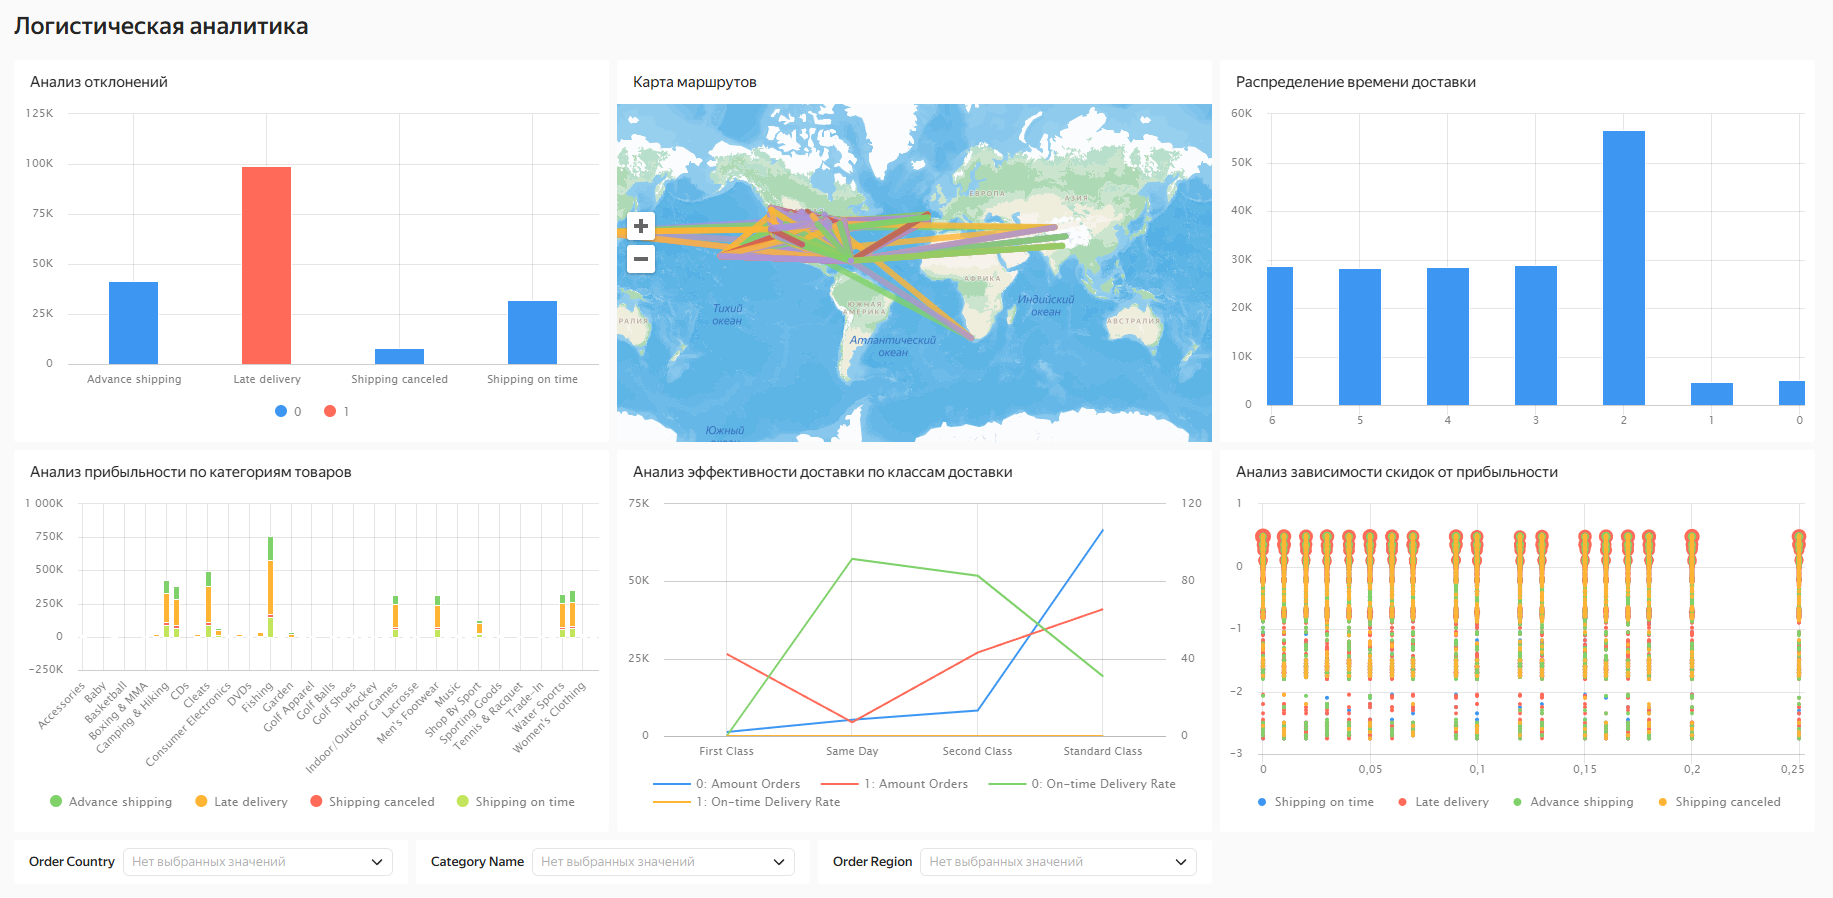 Логистическая аналитика
Анализ отклонений
125K
100K
75K
50K
25K
0
Advance shipping
Late delivery
Shipping canceled
Shipping on time
0
1
Карта маршрутов
ЕВРОПА
АЗИЯ
АФРИКА
ЮЖНАЯ
АМЕРИКА
РАЛИЯ
АВСТРАЛИЯ
Тихий
океан
Индийский
океан
Атлантический
океан
Южный
Распределение времени доставки
60K
50K
40K
30K
20K
10K
0
6
5
4
3
2
1
0
Анализ прибыльности по категориям товаров
1 000K
750K
500K
250K
0
−250K
Accessories
Baby
Basketball
Boxing & MMA
Camping & Hiking
CDs
Cleats
Consumer Electronics
DVDs
Fishing
Garden
Golf Apparel
Golf Balls
Golf Shoes
Hockey
Indoor/Outdoor Games
Lacrosse
Men's Footwear
Music
Shop By Sport
Sporting Goods
Tennis & Racquet
Trade-In
Water Sports
Women's Clothing
Advance shipping
Late delivery
Shipping canceled
Shipping on time
Анализ эффективности доставки по классам доставки
75K
50K
25K
0
120
80
40
0
First Class
Same Day
Second Class
Standard Class
0: Amount Orders
1: Amount Orders
0: On-time Delivery Rate
1: On-time Delivery Rate
Анализ зависимости скидок от прибыльности
1
0
−1
−2
−3
0
0,05
0,1
0,15
0,2
0,25
Shipping on time
Late delivery
Advance shipping
Shipping canceled
Order Country
Нет выбранных значений
Category Name
Нет выбранных значений
Order Region
Нет выбранных значений